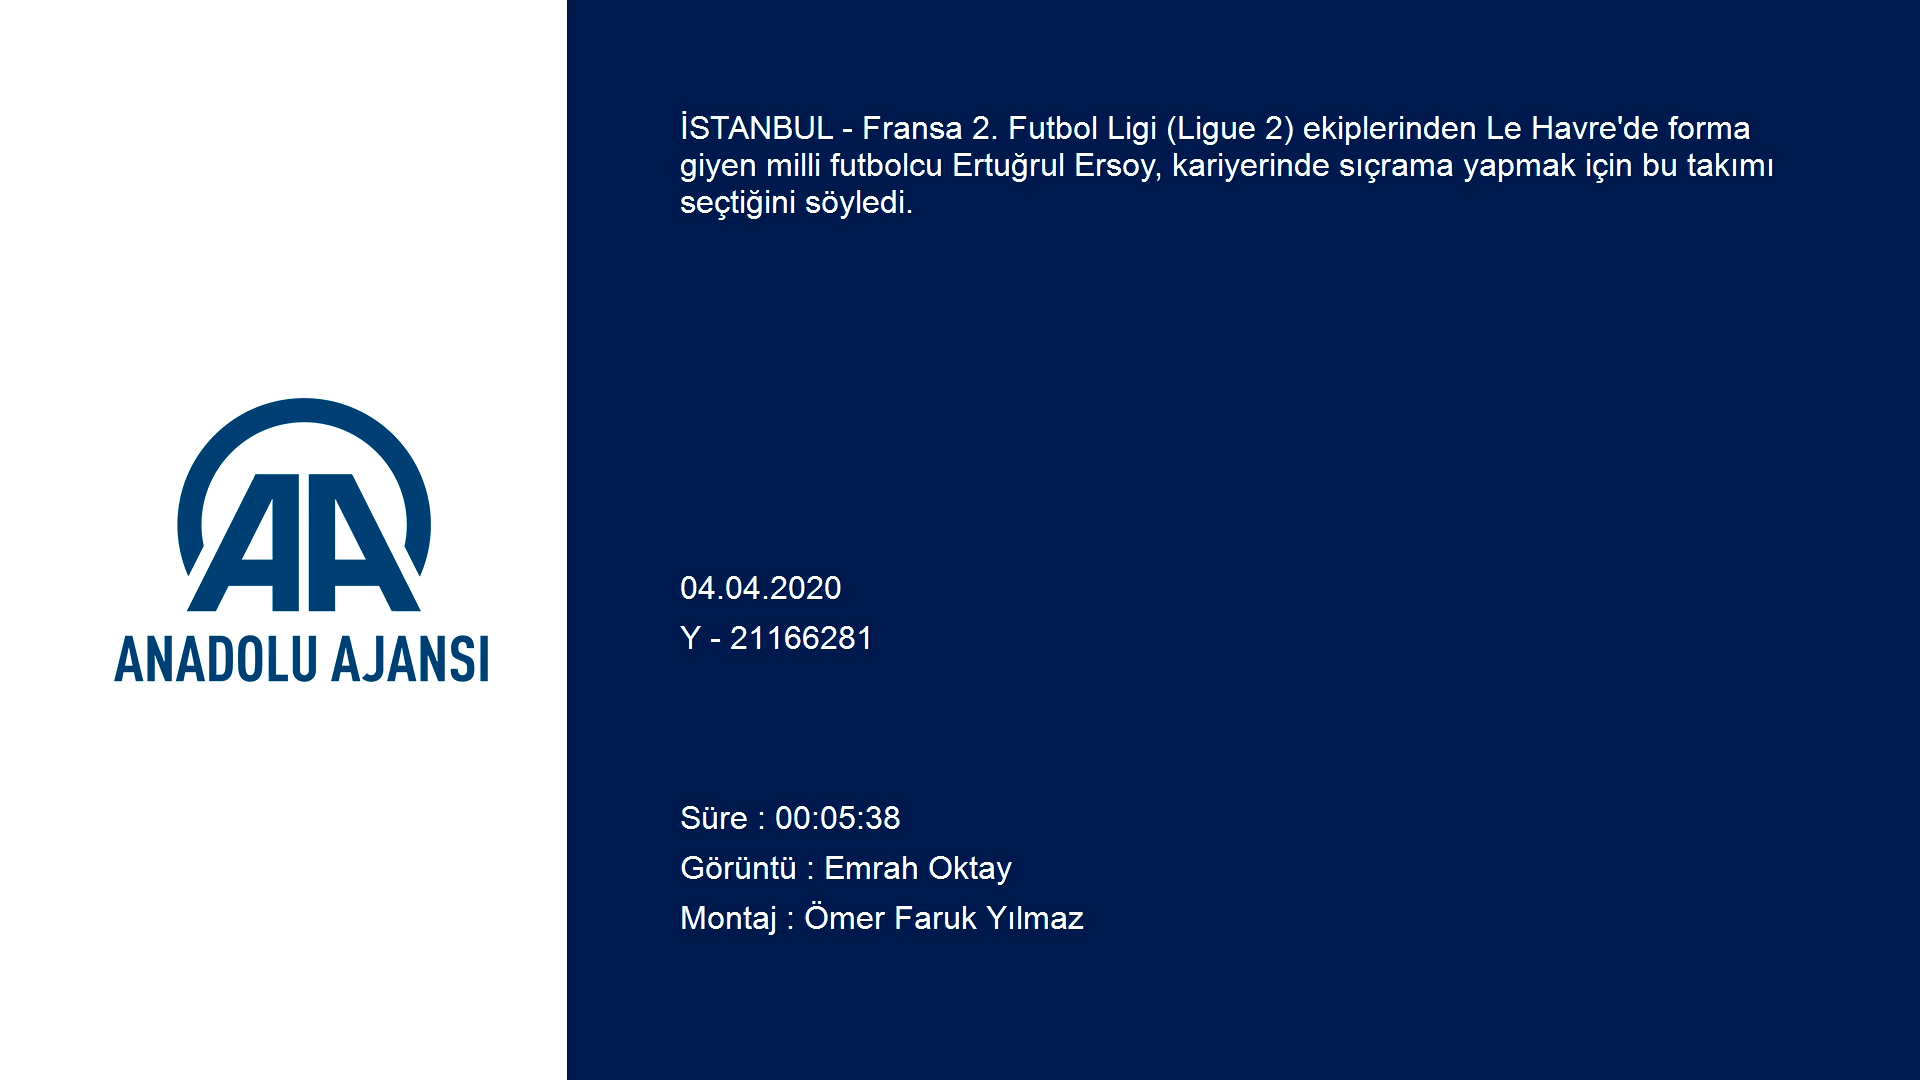 İSTANBUL - Fransa 2. Futbol Ligi (Ligue 2) ekiplerinden Le Havre'de forma
giyen milli futbolcu Ertuğrul Ersoy, kariyerinde sıçrama yapmak için bu takımı
seçtiğini söyledi.
AA
ANADOLU AJANSI
04.04.2020
Y - 21166281
Süre : 00:05:38
Görüntü : Emrah Oktay
Montaj : Ömer Faruk Yılmaz